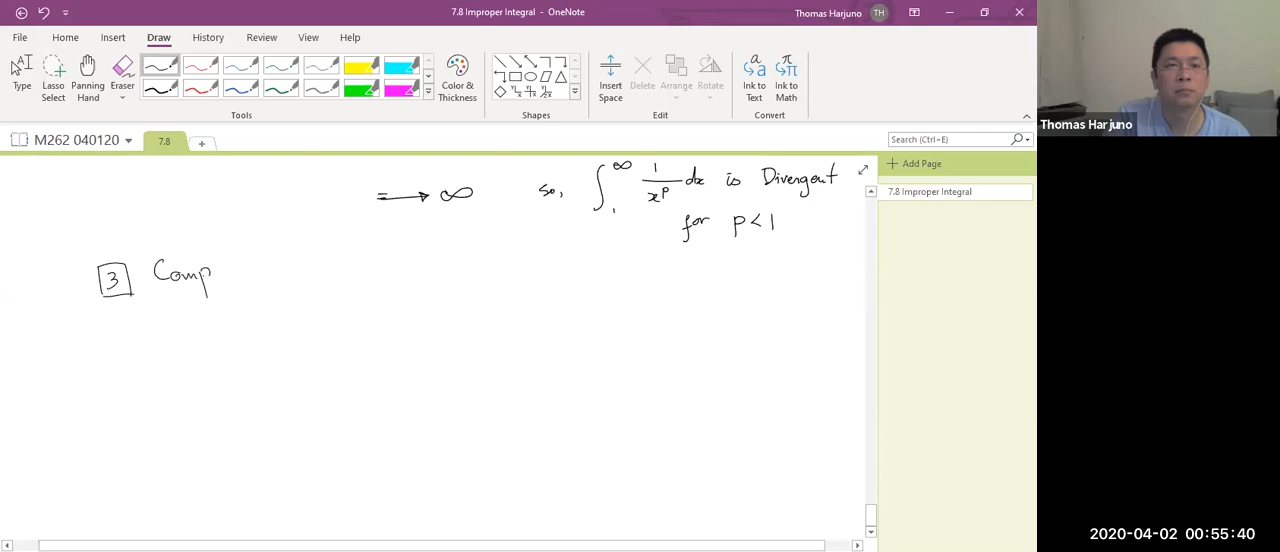 7.8 Improper Integral - OneNote
Thomas Harjuno TH
File Home Insert Draw History Review View Help
Type
Lasso Select
Panning Hand
Eraser
Color & Thickness
Insert Space
Delete
Arrange
Rotate
Ink to Text
Ink to Math
Tools Shapes Edit Convert
M262 040120
7.8
Search (Ctrl+E)
Add Page
7.8 Improper Integral
=→ ∞ so, ∫₁^∞ 1/x^p dx is Divergent
for p < 1
3 Comp
Thomas Harjuno
2020-04-02 00:55:40